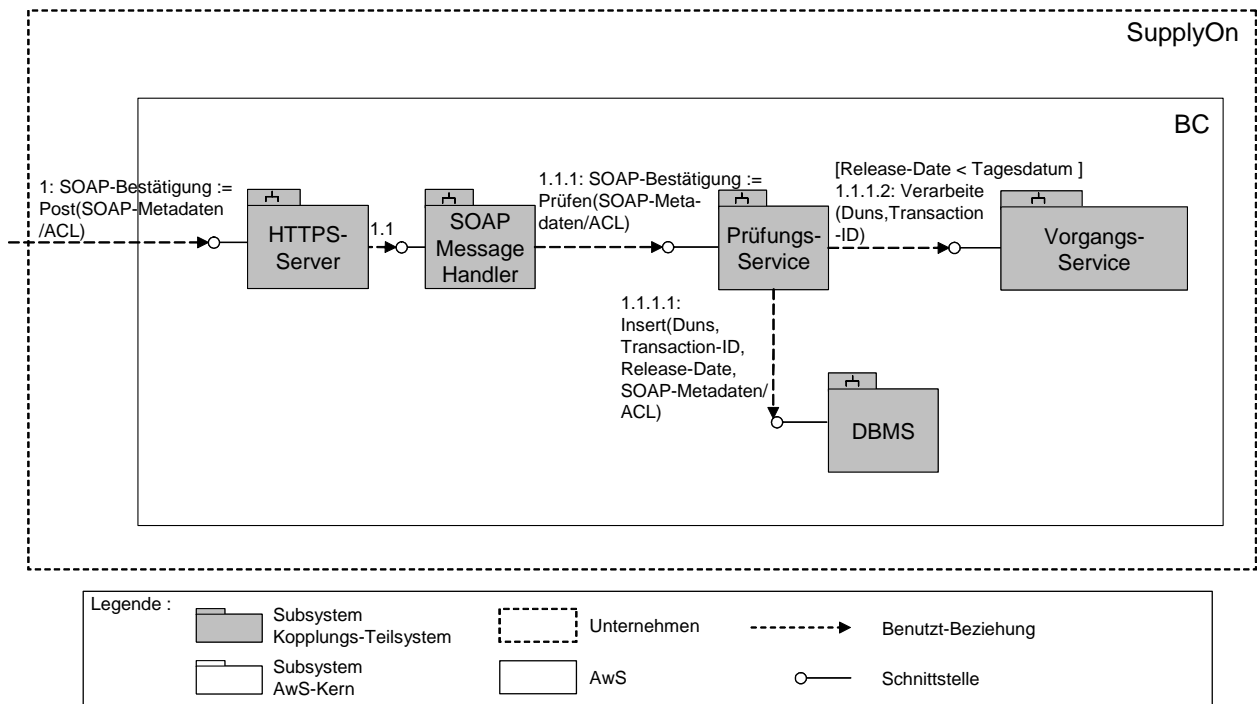 SupplyOn
BC
1: SOAP-Bestätigung :=
Post(SOAP-Metadaten
/ACL)
HTTPS-
Server
1.1
SOAP
Message
Handler
1.1.1: SOAP-Bestätigung :=
Prüfen(SOAP-Meta-
daten/ACL)
Prüfungs-
Service
[Release-Date < Tagesdatum ]
1.1.1.2: Verarbeite
(Duns,Transaction
-ID)
Vorgangs-
Service
1.1.1.1:
Insert(Duns,
Transaction-ID,
Release-Date,
SOAP-Metadaten/
ACL)
DBMS
Legende :
Subsystem
Kopplungs-Teilsystem
Unternehmen
Benutzt-Beziehung
Subsystem
AwS-Kern
AwS
Schnittstelle